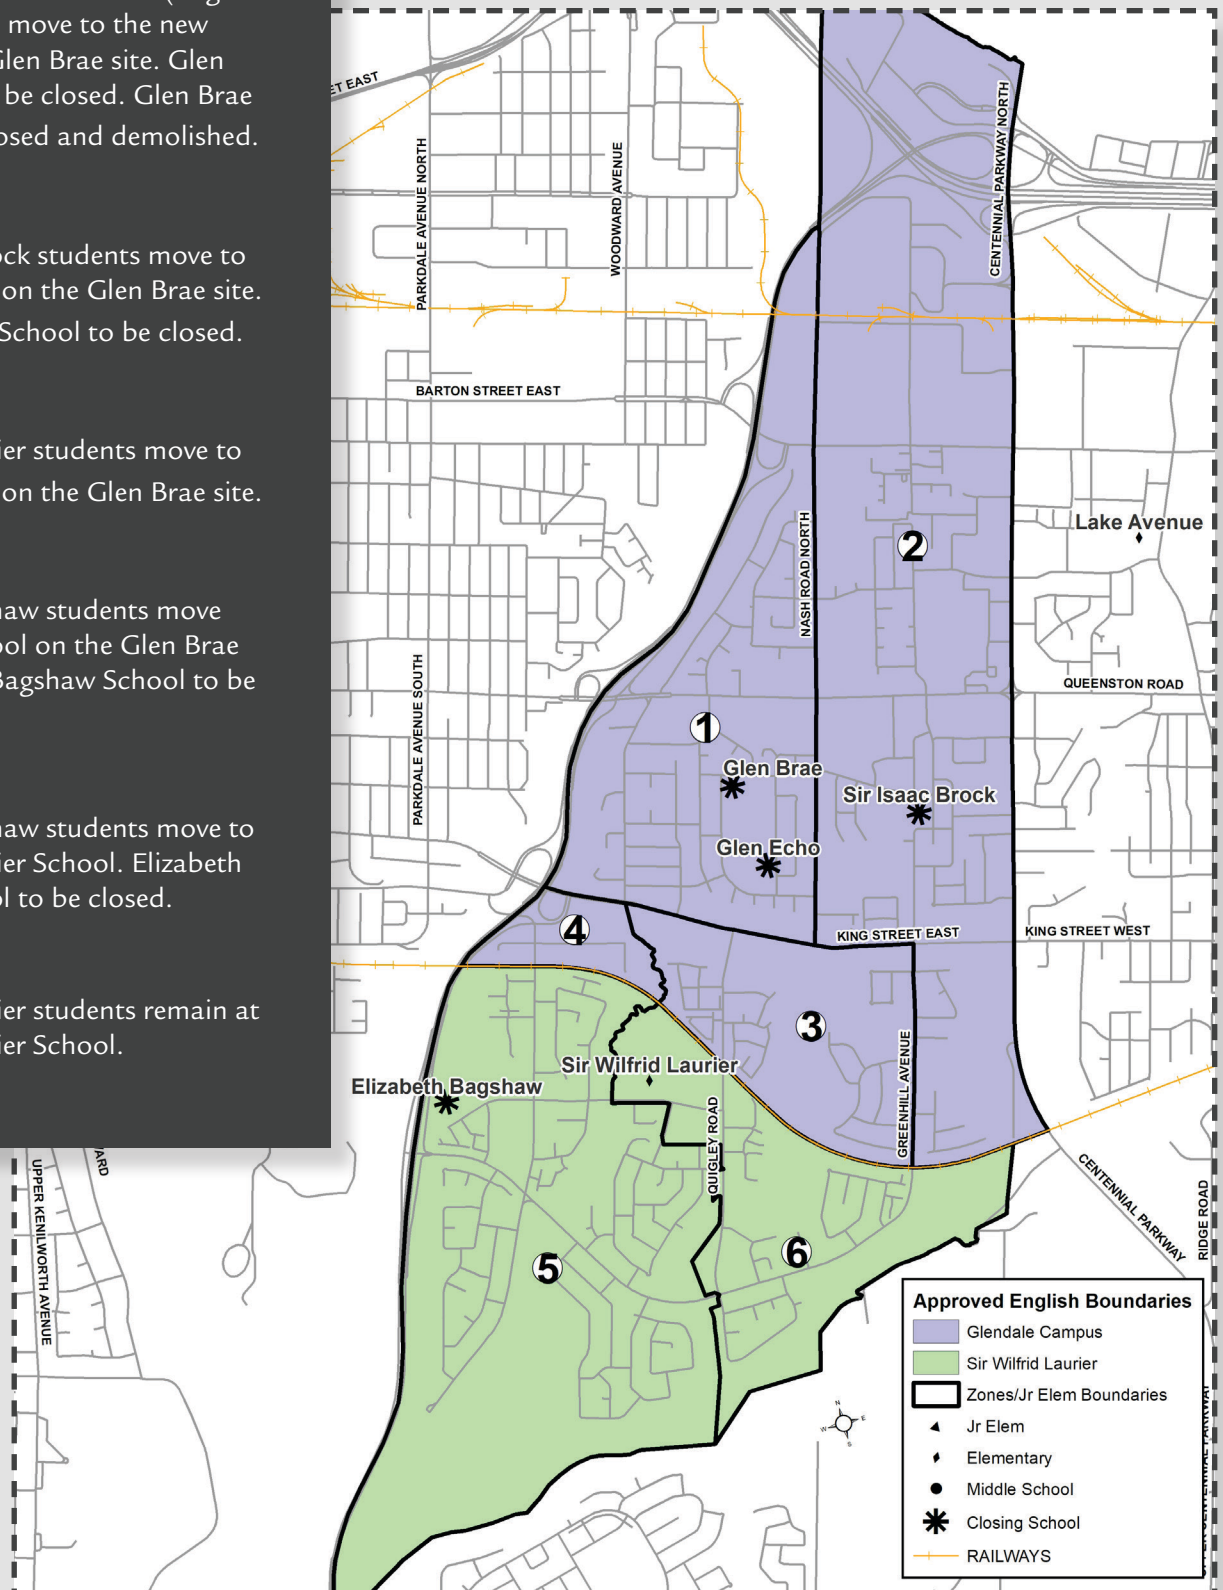 move to the new
Glen Brae site. Glen
be closed. Glen Brae
osed and demolished.
ock students move to
on the Glen Brae site.
School to be closed.
ier students move to
on the Glen Brae site.
naw students move
ool on the Glen Brae
Bagshaw School to be
naw students move to
ier School. Elizabeth
ol to be closed.
ier students remain at
ier School.
ET EAST
PARKDALE AVENUE NORTH
WOODWARD AVENUE
CENTENNIAL PARKWAY NORTH
BARTON STREET EAST
NASH ROAD NORTH
2
Lake Avenue
PARKDALE AVENUE SOUTH
QUEENSTON ROAD
1
Glen Brae
Sir Isaac Brock
Glen Echo
4
KING STREET EAST
KING STREET WEST
3
GREENHILL AVENUE
Sir Wilfrid Laurier
Elizabeth Bagshaw
QUIGLEY ROAD
UPPER KENILWORTH AVENUE
ARD
CENTENNIAL PARKWAY
RIDGE ROAD
5
6
Approved English Boundaries
Glendale Campus
Sir Wilfrid Laurier
Zones/Jr Elem Boundaries
Jr Elem
Elementary
Middle School
Closing School
RAILWAYS
N
W
E
S